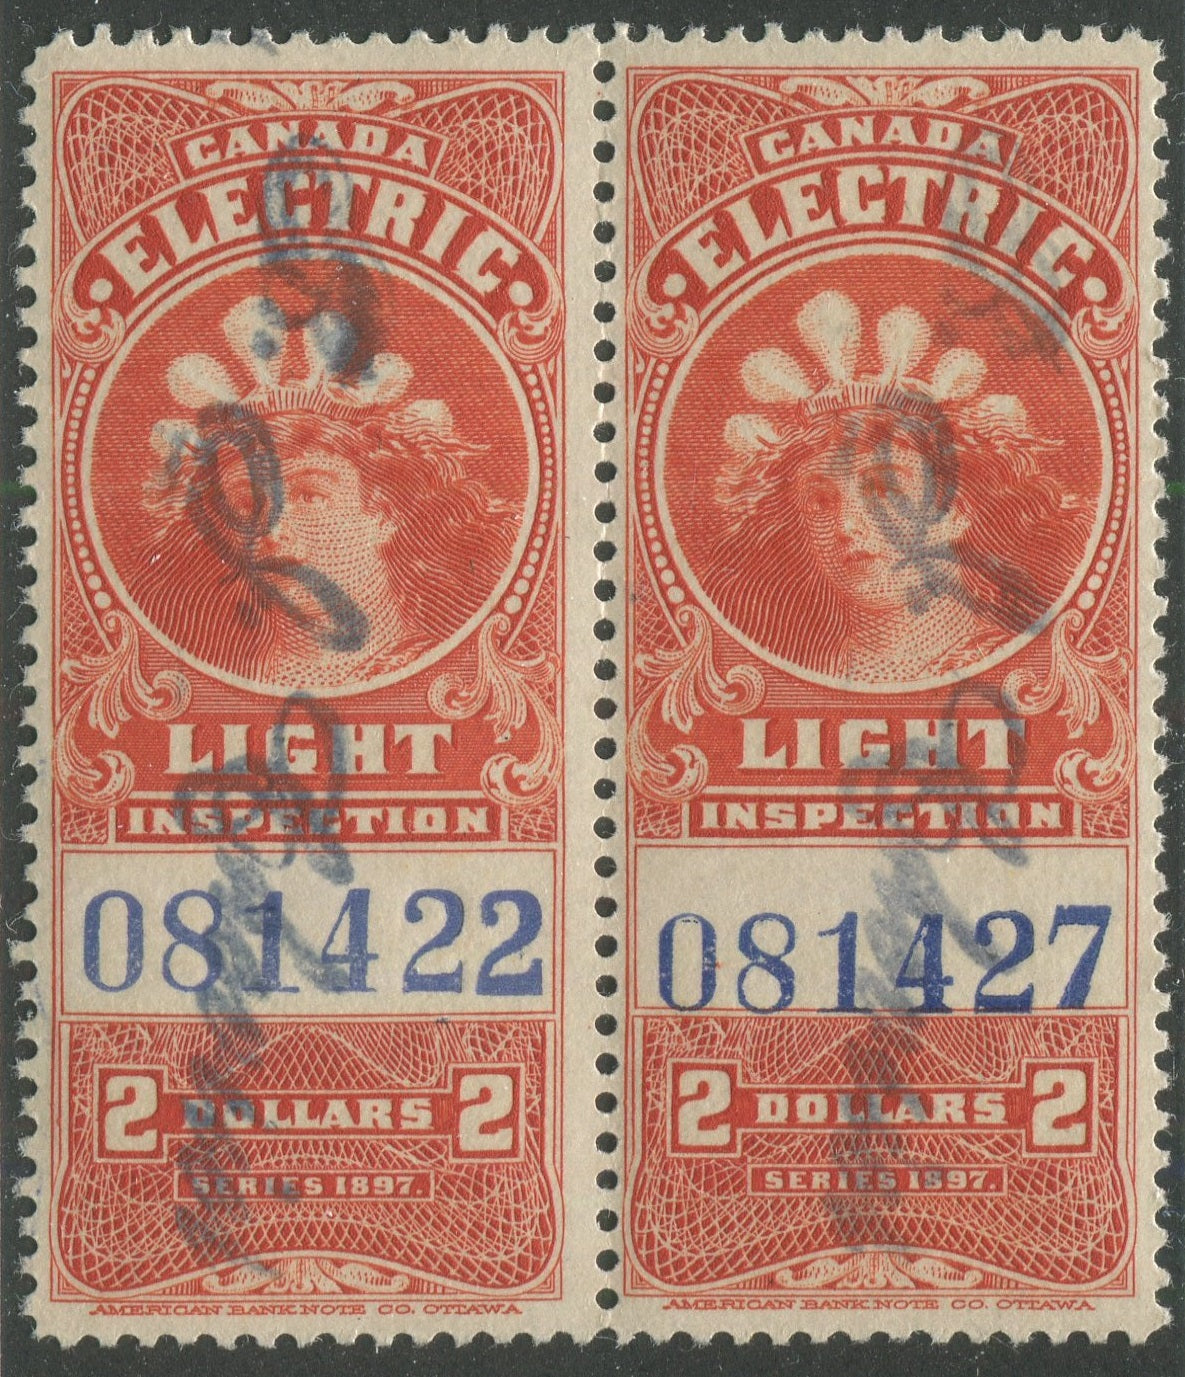 CANADA
ELECTRIC
LIGHT
INSPECTION
081422
2 DOLLARS 2
SERIES 1897.
AMERICAN BANK NOTE CO. OTTAWA
CANADA
ELECTRIC
LIGHT
INSPECTION
081427
2 DOLLARS 2
SERIES 1897.
AMERICAN BANK NOTE CO. OTTAWA